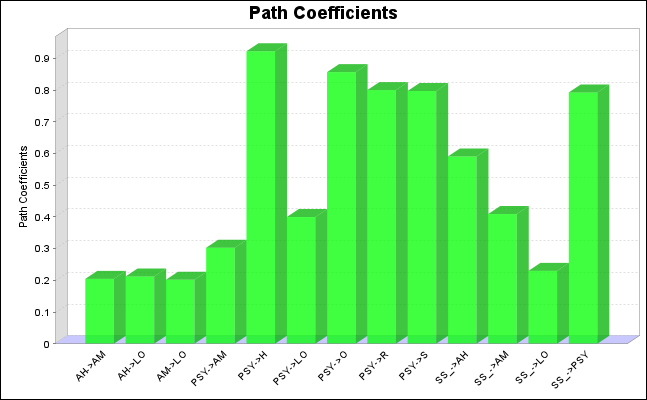 Path Coefficients
Path Coefficients
0.9
0.8
0.7
0.6
0.5
0.4
0.3
0.2
0.1
0
AH->AM
AH->LO
AM->LO
PSY->AM
PSY->H
PSY->LO
PSY->O
PSY->R
PSY->S
SS_->AH
SS_->AM
SS_->LO
SS_->PSY